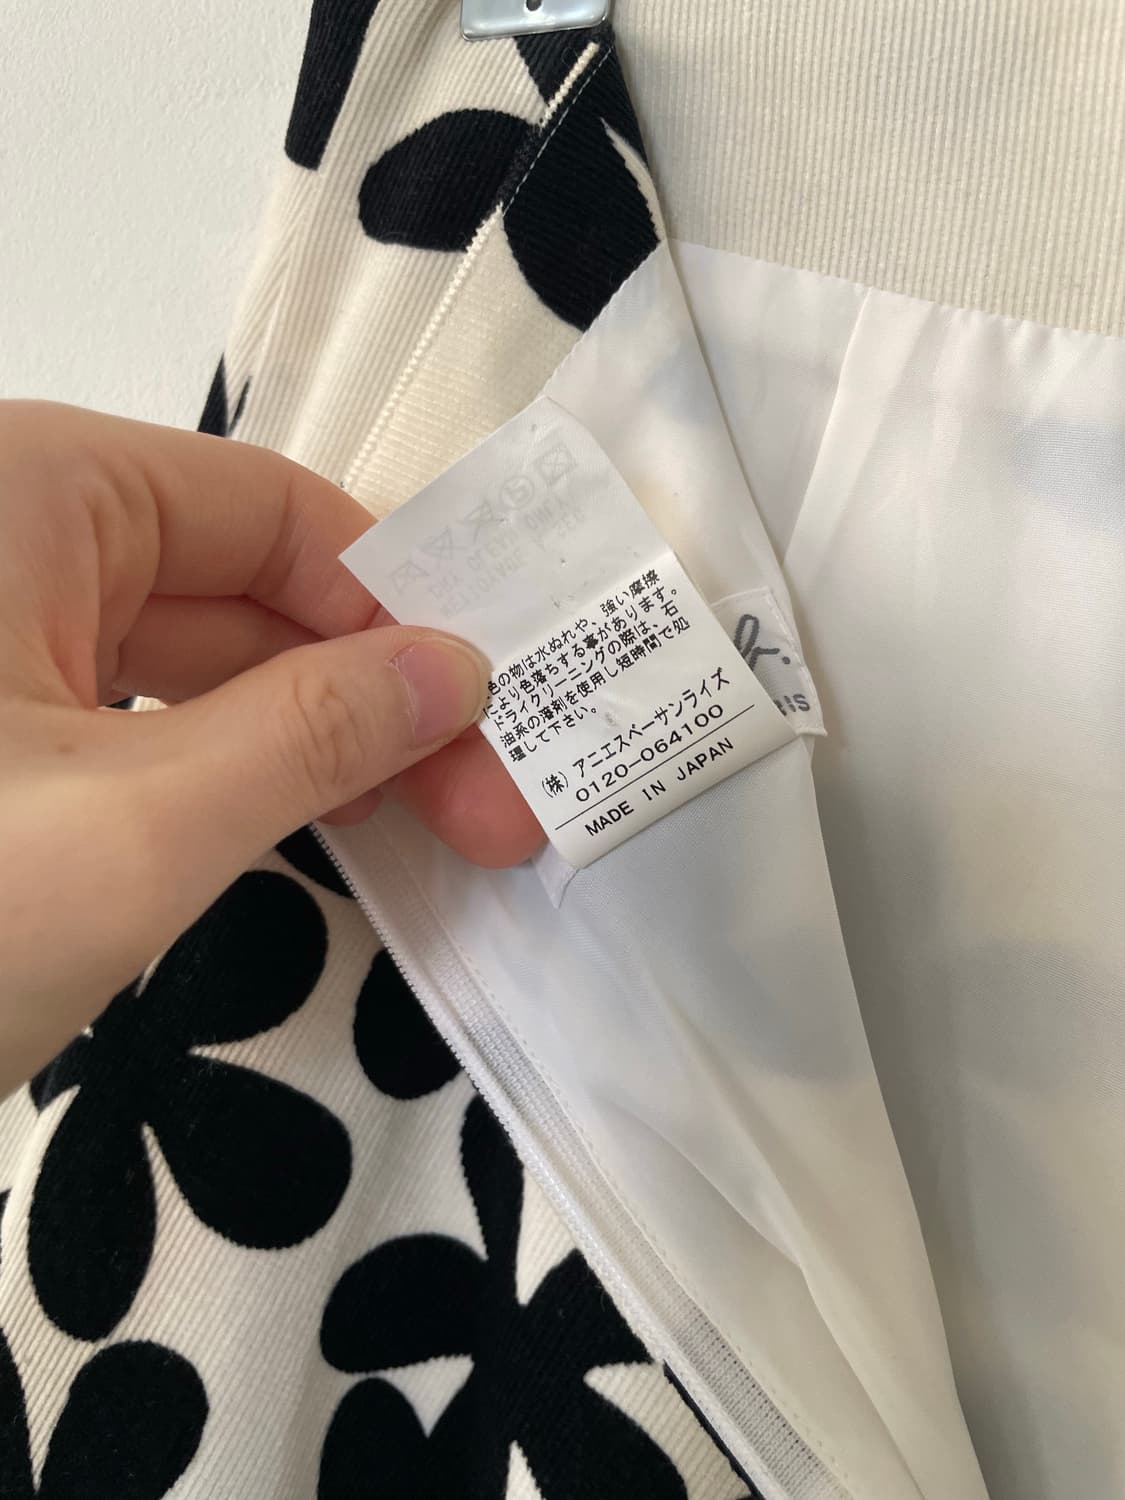 色の物は水ぬれや、強い摩擦
により色落ちする事があります。
ドライクリーニングの際は、石
油系の溶剤を使用し短時間で処
理して下さい。
(株)アニエスベーサンライズ
0120-064100
MADE IN JAPAN
b.